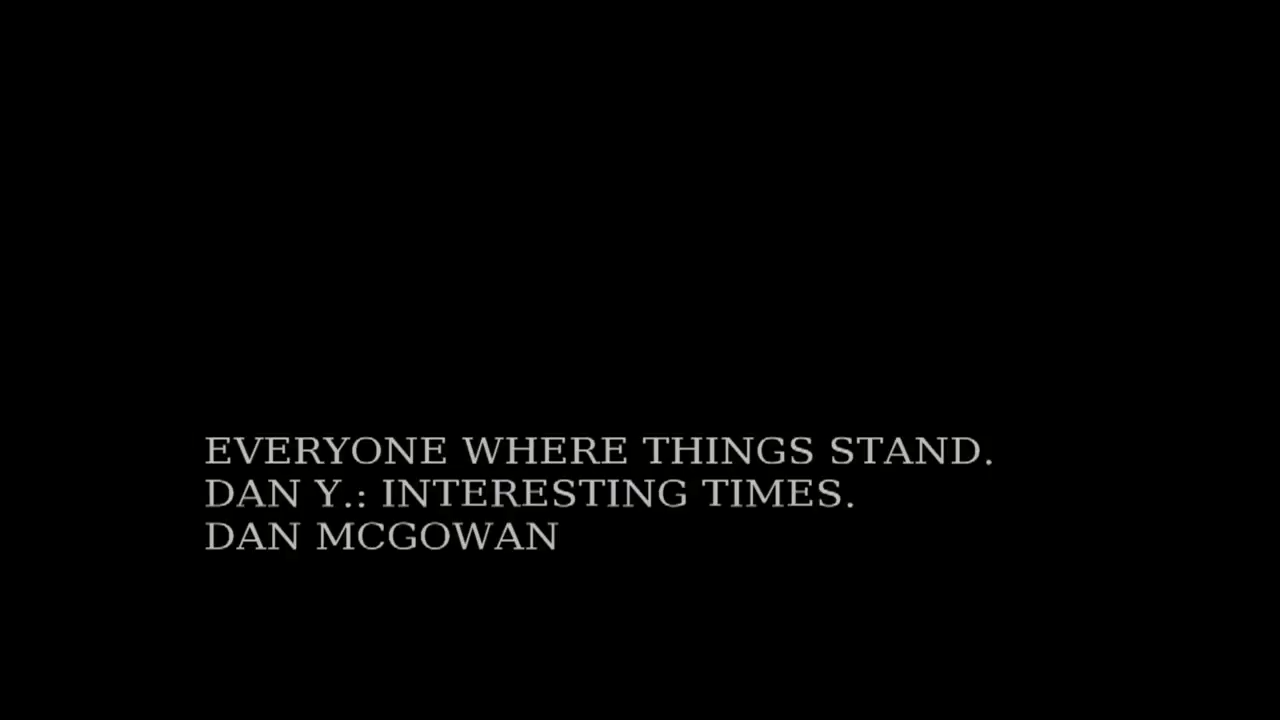 EVERYONE WHERE THINGS STAND.
DAN Y.: INTERESTING TIMES.
DAN MCGOWAN